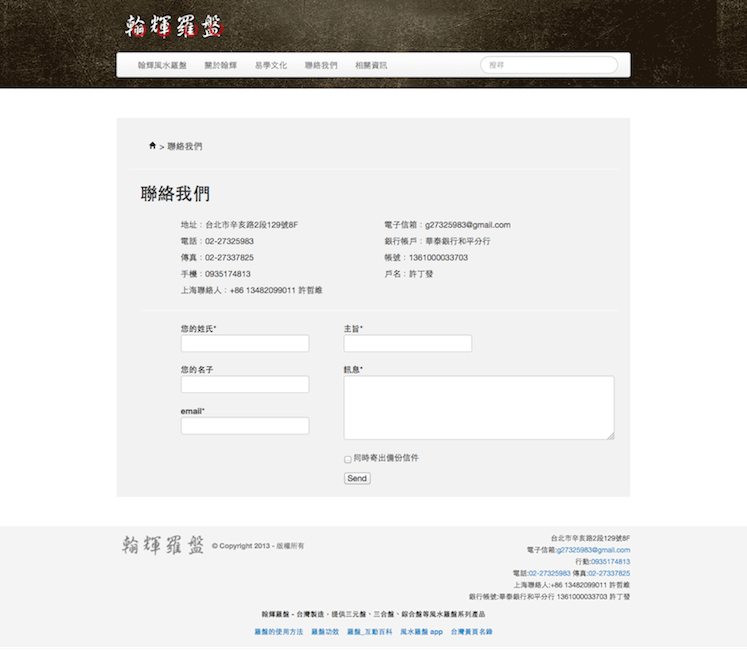 翰輝羅盤
翰輝風水羅盤 關於翰輝 易學文化 聯絡我們 相關資訊 搜尋
> 聯絡我們
聯絡我們
地址：台北市辛亥路2段129號8F
電話：02-27325983
傳真：02-27337825
手機：0935174813
上海聯絡人：+86 13482099011 許哲維
電子信箱：g27325983@gmail.com
銀行帳戶：華泰銀行和平分行
帳號：1361000033703
戶名：許丁發
您的姓氏*
您的名子
email*
主旨*
訊息*
同時寄出備份信件
Send
翰輝羅盤 © Copyright 2013 - 版權所有
台北市辛亥路2段129號8F
電子信箱:g27325983@gmail.com
行動:0935174813
電話:02-27325983 傳真:02-27337825
上海聯絡人:+86 13482099011 許哲維
銀行帳號:華泰銀行和平分行 1361000033703 許丁發
翰輝羅盤 - 台灣製造、提供三元盤、三合盤、綜合盤等風水羅盤系列產品
羅盤的使用方法 羅盤功效 羅盤_互動百科 風水羅盤 app 台灣黃頁名錄